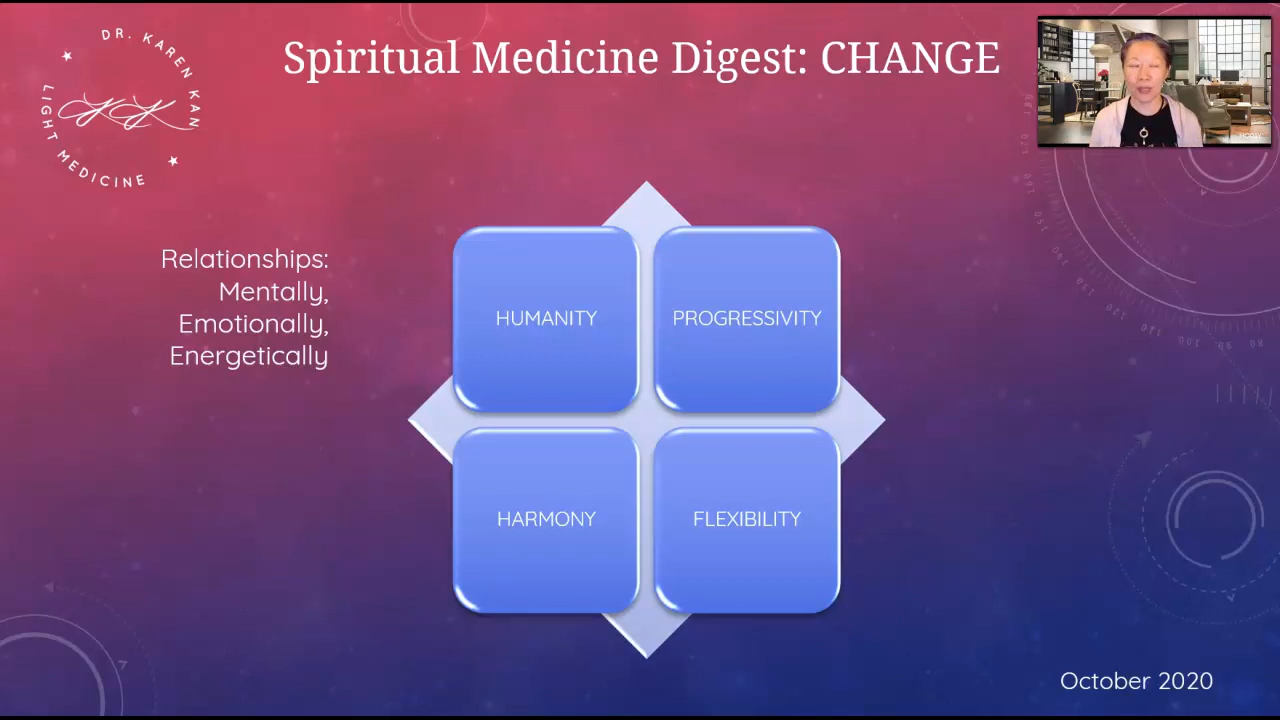 DR. KAREN KAN
LIGHT MEDICINE
Spiritual Medicine Digest: CHANGE
Relationships:
Mentally,
Emotionally,
Energetically
HUMANITY
PROGRESSIVITY
HARMONY
FLEXIBILITY
October 2020